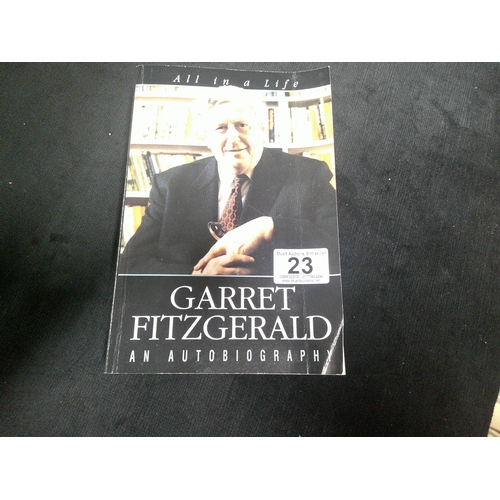 All in a Life
23
GARRET
FITZGERALD
AN AUTOBIOGRAPHY